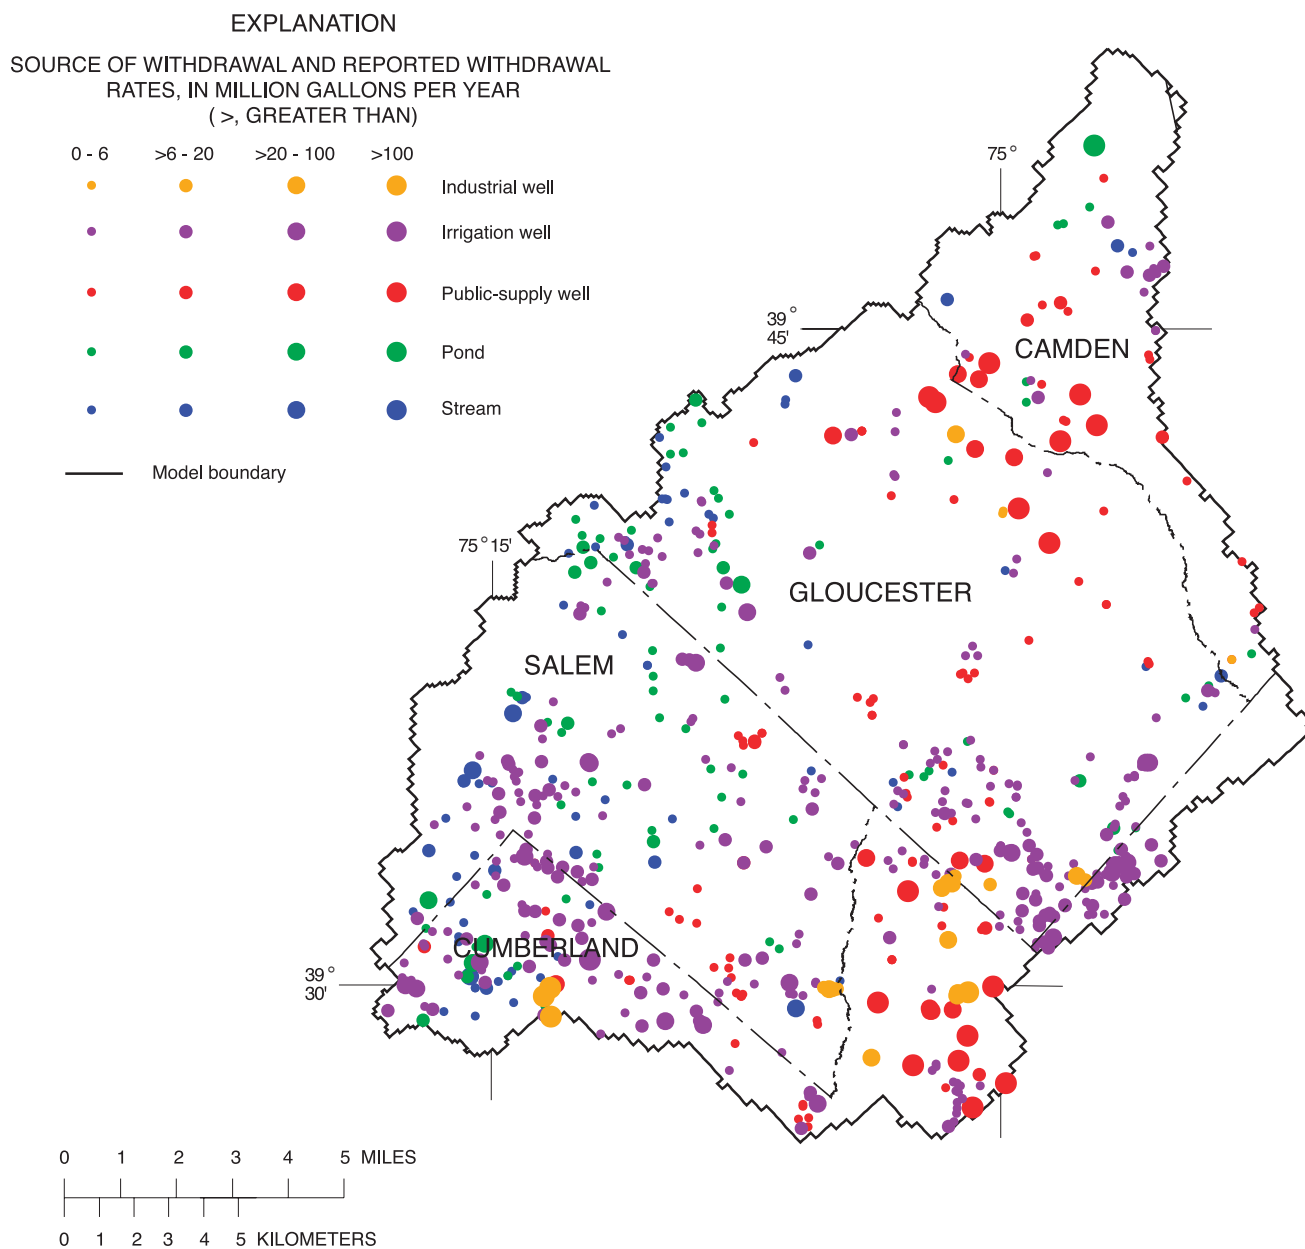 EXPLANATION
SOURCE OF WITHDRAWAL AND REPORTED WITHDRAWAL
RATES, IN MILLION GALLONS PER YEAR
( >, GREATER THAN)
0 - 6 >6 - 20 >20 - 100 >100
Industrial well
Irrigation well
Public-supply well
Pond
Stream
Model boundary
75°
39°
45'
CAMDEN
75° 15'
GLOUCESTER
SALEM
CUMBERLAND
39°
30'
0 1 2 3 4 5 MILES
0 1 2 3 4 5 KILOMETERS